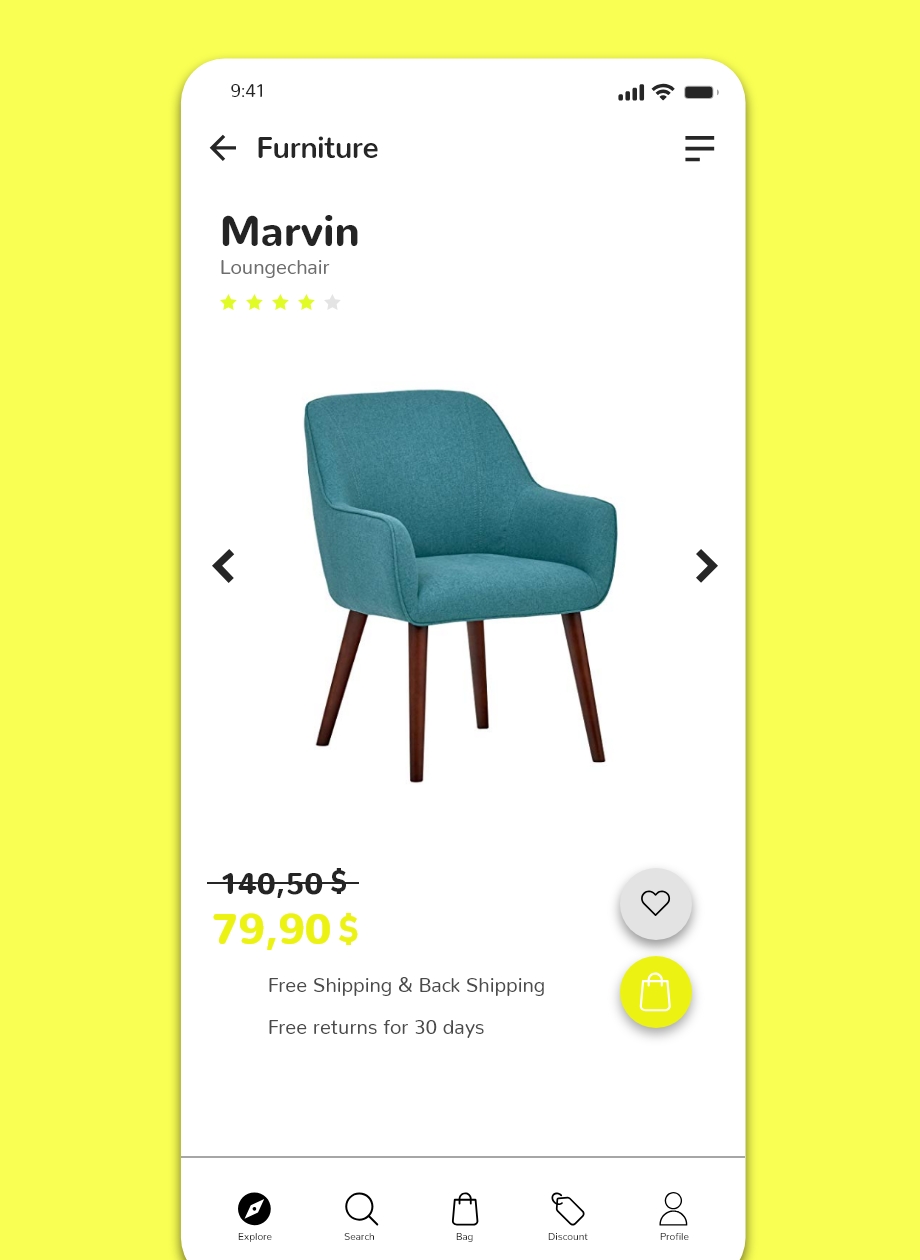 9:41
Furniture
Marvin
Loungechair
140,50 $
79,90 $
Free Shipping & Back Shipping
Free returns for 30 days
Explore
Search
Bag
Discount
Profile